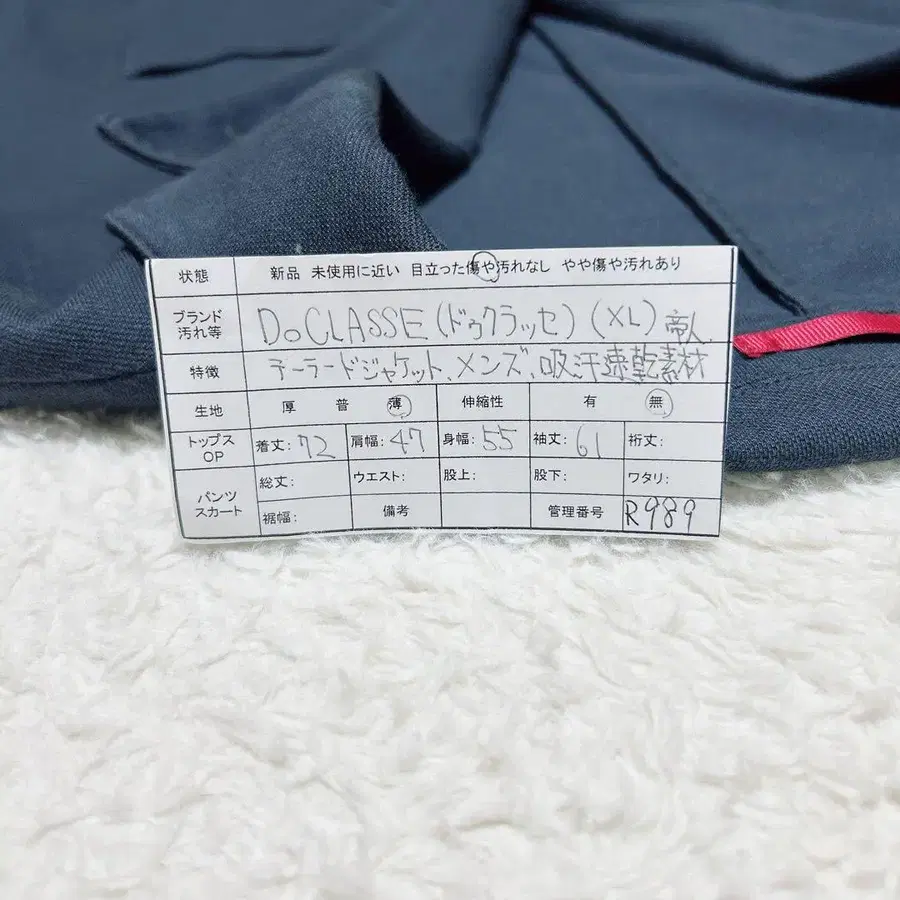 状態 新品 未使用に近い 目立った傷や汚れなし やや傷や汚れあり
ブランド
汚れ等
DoCLASSE(ドゥクラッセ)(XL)帝人、
特徴 テーラードジャケット、メンズ、吸汗速乾素材
生地 厚 普 薄 伸縮性 有 無
トップス
OP
着丈:72 肩幅:47 身幅:55 袖丈:61 裄丈:
パンツ
スカート
総丈: ウエスト: 股上: 股下: ワタリ:
裾幅: 備考 管理番号 R989